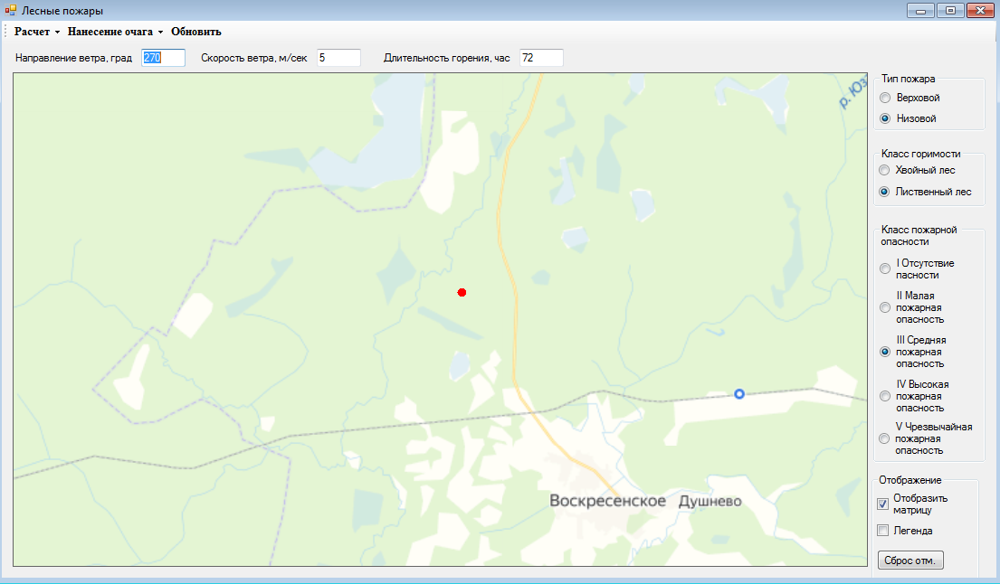 Лесные пожары
Расчет Нанесение очага Обновить
Направление ветра, град 270 Скорость ветра, м/сек 5 Длительность горения, час 72
Тип пожара
Верховой
Низовой
Класс горимости
Хвойный лес
Лиственный лес
Класс пожарной
опасности
I Отсутствие
пасности
II Малая
пожарная
опасность
III Средняя
пожарная
опасность
IV Высокая
пожарная
опасность
V Чрезвычайная
пожарная
опасность
Отображение
Отобразить
матрицу
Легенда
Сброс отм.
р. Юз
Воскресенское Душнево